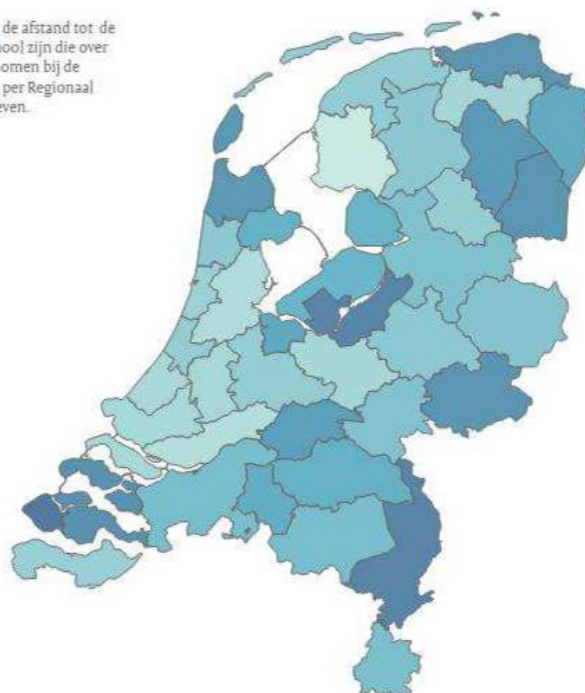 de afstand tot de
ool zijn die over
omen bij de
per Regionaal
even.